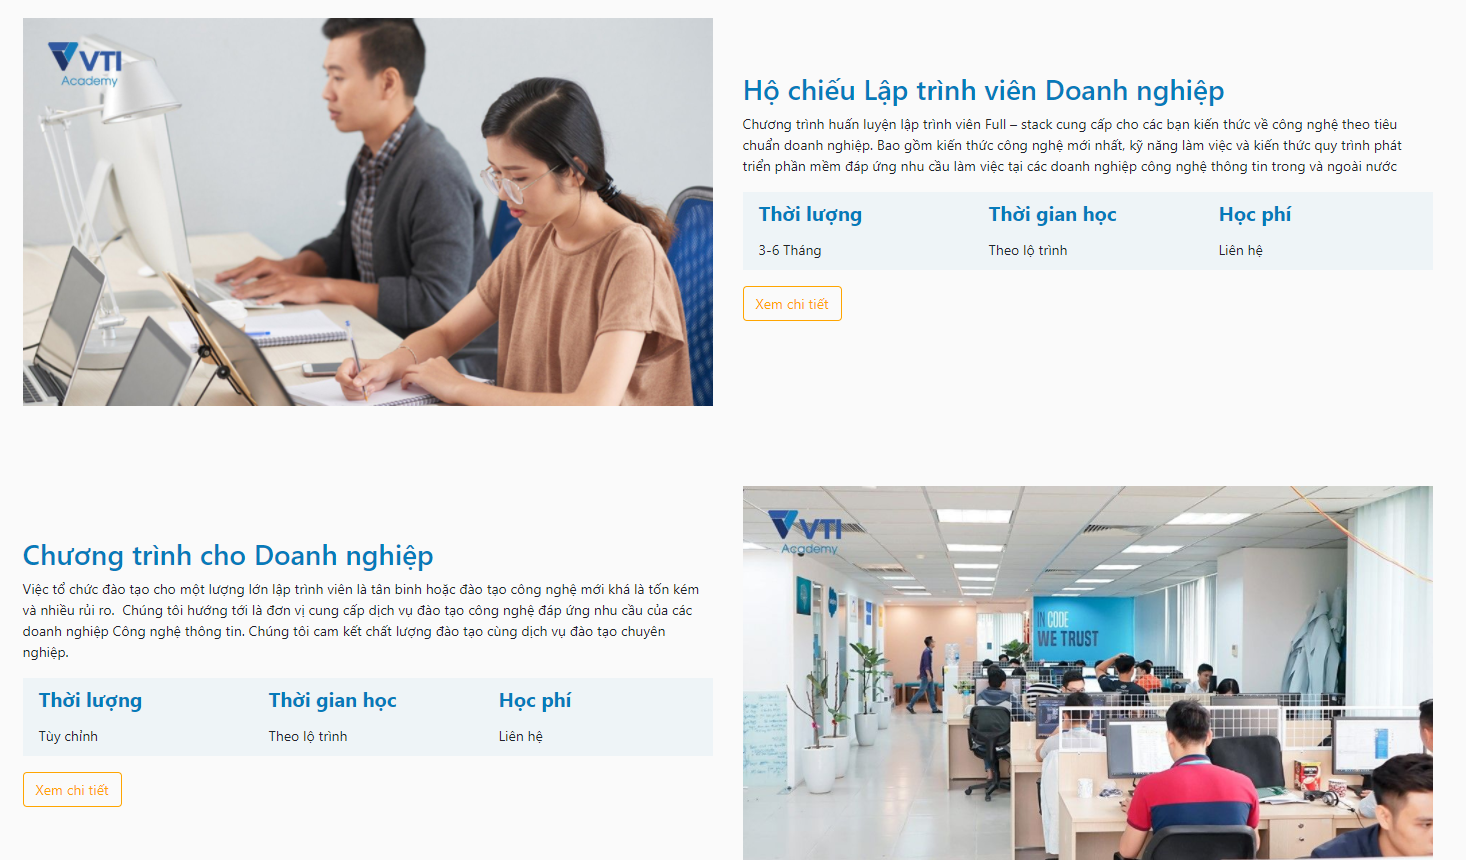 VTI
Academy
Hộ chiếu Lập trình viên Doanh nghiệp
Chương trình huấn luyện lập trình viên Full – stack cung cấp cho các bạn kiến thức về công nghệ theo tiêu
chuẩn doanh nghiệp. Bao gồm kiến thức công nghệ mới nhất, kỹ năng làm việc và kiến thức quy trình phát
triển phần mềm đáp ứng nhu cầu làm việc tại các doanh nghiệp công nghệ thông tin trong và ngoài nước
Thời lượng Thời gian học Học phí
3-6 Tháng Theo lộ trình Liên hệ
Xem chi tiết
Chương trình cho Doanh nghiệp
Việc tổ chức đào tạo cho một lượng lớn lập trình viên là tân binh hoặc đào tạo công nghệ mới khá là tốn kém
và nhiều rủi ro.  Chúng tôi hướng tới là đơn vị cung cấp dịch vụ đào tạo công nghệ đáp ứng nhu cầu của các
doanh nghiệp Công nghệ thông tin. Chúng tôi cam kết chất lượng đào tạo cùng dịch vụ đào tạo chuyên
nghiệp.
Thời lượng Thời gian học Học phí
Tùy chỉnh Theo lộ trình Liên hệ
Xem chi tiết
VTI
Academy
IN CODE
WE TRUST